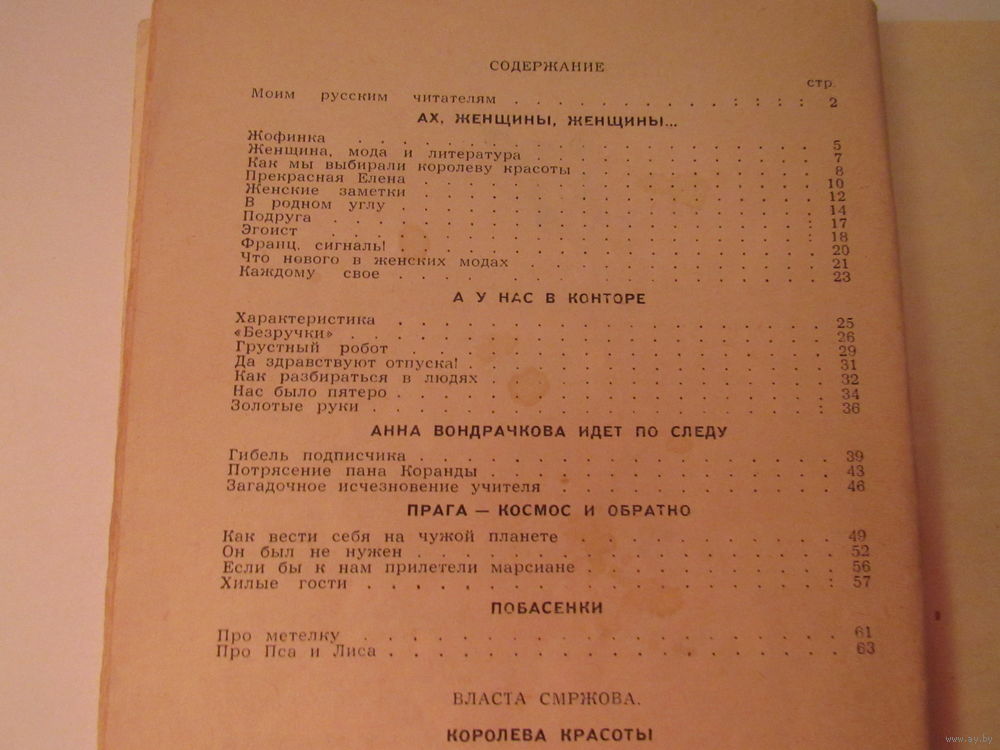 СОДЕРЖАНИЕ
стр.
Моим русским читателям . . . . . . . . . . : : : : 2
АХ, ЖЕНЩИНЫ, ЖЕНЩИНЫ...
Жофинка . . . . . . . . . . . . . . . . . . 5
Женщина, мода и литература . . . . . . . . . . . 7
Как мы выбирали королеву красоты . . . . . . . . . 8
Прекрасная Елена . . . . . . . . . . . . . . . 10
Женские заметки . . . . . . . . . . . . . . . 12
В родном углу . . . . . . . . . . . . . . . . 14
Подруга . . . . . . . . . . . . . . . . . : 17
Эгоист . . . . . . . . . . . . . . . . . : 18
Франц, сигналь! . . . . . . . . . . . . . . . 20
Что нового в женских модах . . . . . . . . . . . 21
Каждому свое . . . . . . . . . . . . . . . . 23
А У НАС В КОНТОРЕ
Характеристика . . . . . . . . . . . . . . . . 25
«Безручки» . . . . . . . . . . . . . . . . . 26
Грустный робот . . . . . . . . . . . . . . . . 29
Да здравствуют отпуска! . . . . . . . . . . . . . 31
Как разбираться в людях . . . . . . . . . . . . . 32
Нас было пятеро . . . . . . . . . . . . . . . . 34
Золотые руки . . . . . . . . . . . . . . . . : 36
АННА ВОНДРАЧКОВА ИДЕТ ПО СЛЕДУ
Гибель подписчика . . . . . . . . . . . . . . . 39
Потрясение пана Коранды . . . . . . . . . . . . . 43
Загадочное исчезновение учителя . . . . . . . . . . 46
ПРАГА — КОСМОС И ОБРАТНО
Как вести себя на чужой планете . . . . . . . . . . 49
Он был не нужен . . . . . . . . . . . . . . . . 52
Если бы к нам прилетели марсиане . . . . . . . . . 56
Хилые гости . . . . . . . . . . . . . . . . : 57
ПОБАСЕНКИ
Про метелку . . . . . . . . . . . . . . . . . 61
Про Пса и Лиса . . . . . . . . . . . . . . . . 63
ВЛАСТА СМРЖОВА.
КОРОЛЕВА КРАСОТЫ
www.ay.by